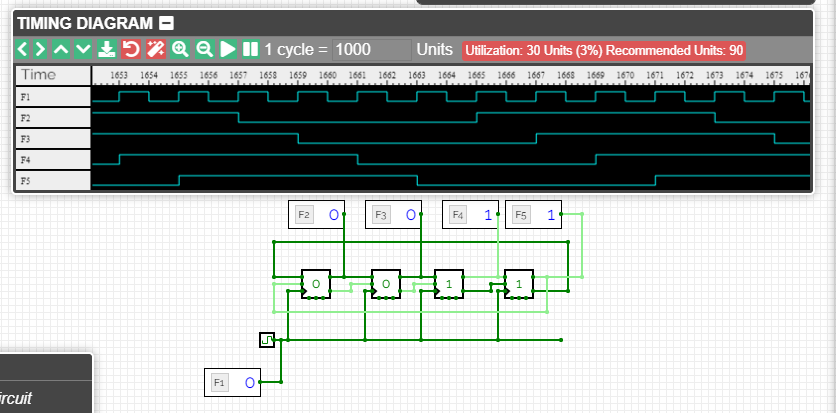 TIMING DIAGRAM
1 cycle = 1000 Units Utilization: 30 Units (3%) Recommended Units: 90
Time 1653 1654 1655 1656 1657 1658 1659 1660 1661 1662 1663 1664 1665 1666 1667 1668 1669 1670 1671 1672 1673 1674 1675 167
F1
F2
F3
F4
F5
F2 0 F3 0 F4 1 F5 1
0 0 1 1
F1 0
ircuit